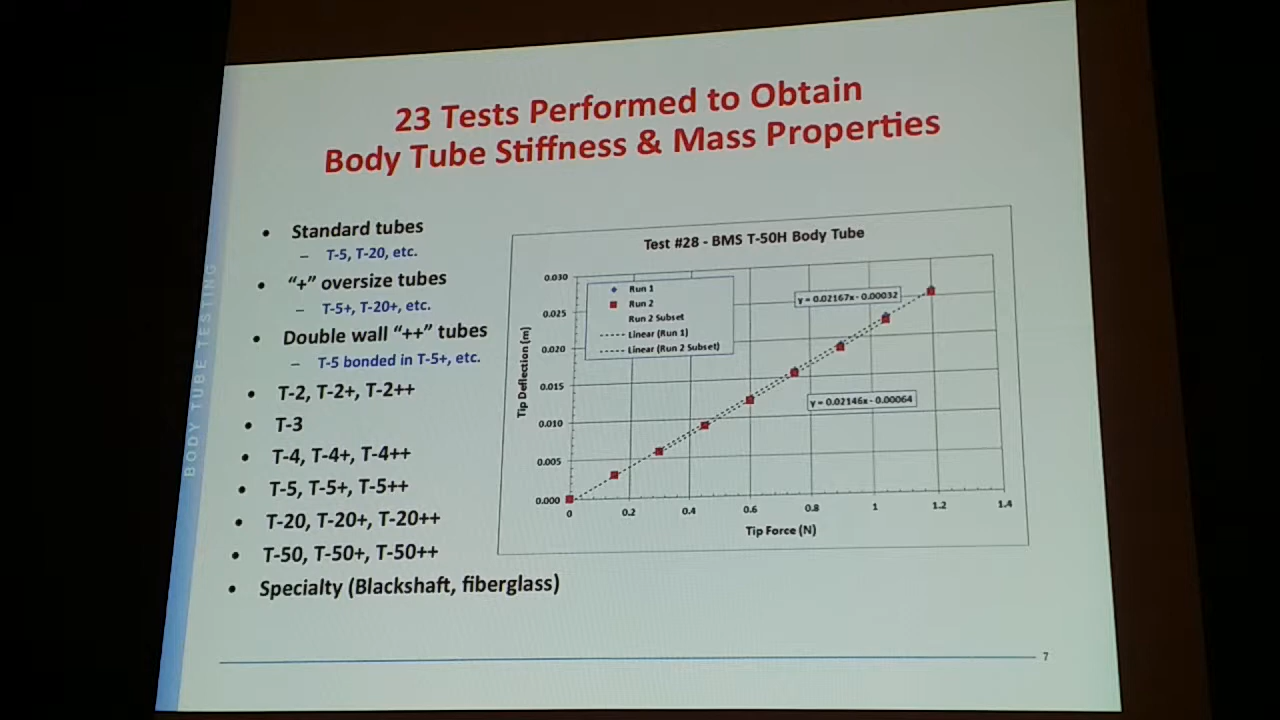 23 Tests Performed to Obtain
Body Tube Stiffness & Mass Properties
BODY TUBE TESTING
• Standard tubes
– T-5, T-20, etc.
• “+” oversize tubes
– T-5+, T-20+, etc.
• Double wall “++” tubes
– T-5 bonded in T-5+, etc.
• T-2, T-2+, T-2++
• T-3
• T-4, T-4+, T-4++
• T-5, T-5+, T-5++
• T-20, T-20+, T-20++
• T-50, T-50+, T-50++
• Specialty (Blackshaft, fiberglass)
Test #28 - BMS T-50H Body Tube
Tip Deflection (m)
0.030
0.025
0.020
0.015
0.010
0.005
0.000
Run 1
Run 2
Run 2 Subset
Linear (Run 1)
Linear (Run 2 Subset)
y = 0.02167x - 0.00032
y = 0.02146x - 0.00064
0 0.2 0.4 0.6 0.8 1 1.2 1.4
Tip Force (N)
7